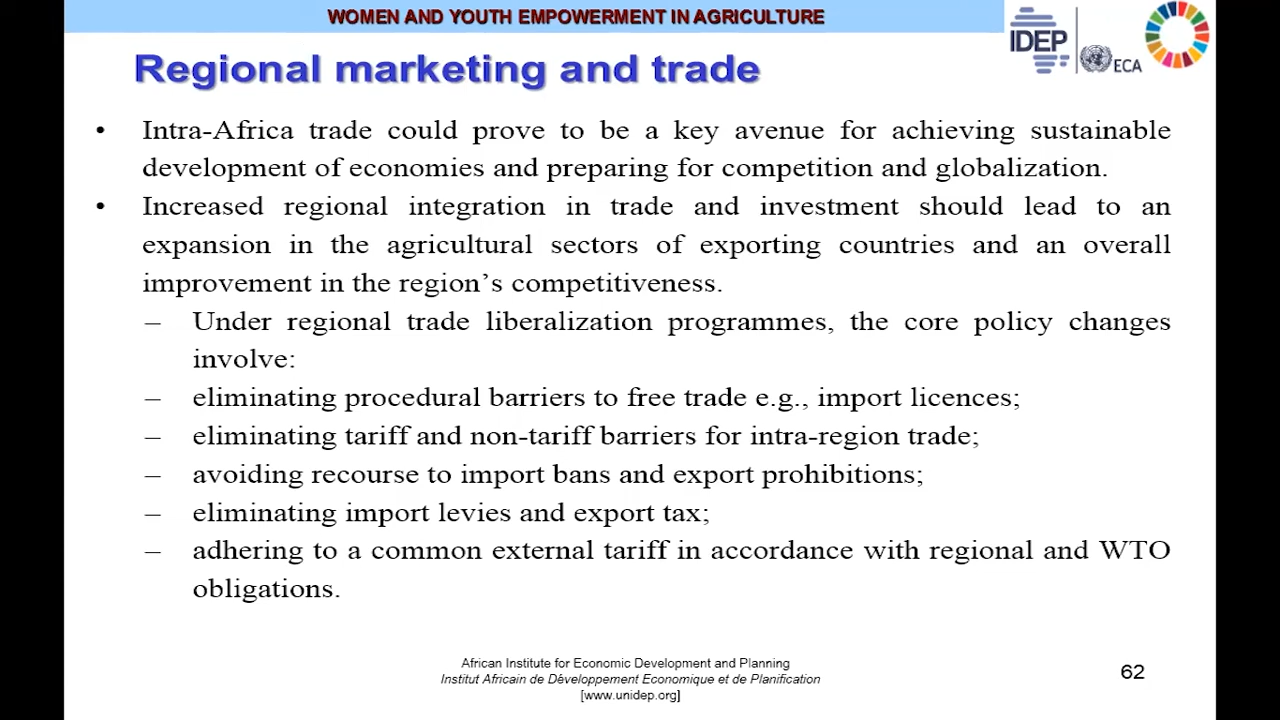 WOMEN AND YOUTH EMPOWERMENT IN AGRICULTURE
IDEP
ECA
Regional marketing and trade
• Intra-Africa trade could prove to be a key avenue for achieving sustainable
development of economies and preparing for competition and globalization.
• Increased regional integration in trade and investment should lead to an
expansion in the agricultural sectors of exporting countries and an overall
improvement in the region's competitiveness.
– Under regional trade liberalization programmes, the core policy changes
involve:
– eliminating procedural barriers to free trade e.g., import licences;
– eliminating tariff and non-tariff barriers for intra-region trade;
– avoiding recourse to import bans and export prohibitions;
– eliminating import levies and export tax;
– adhering to a common external tariff in accordance with regional and WTO
obligations.
African Institute for Economic Development and Planning
Institut Africain de Développement Economique et de Planification
[www.unidep.org]
62